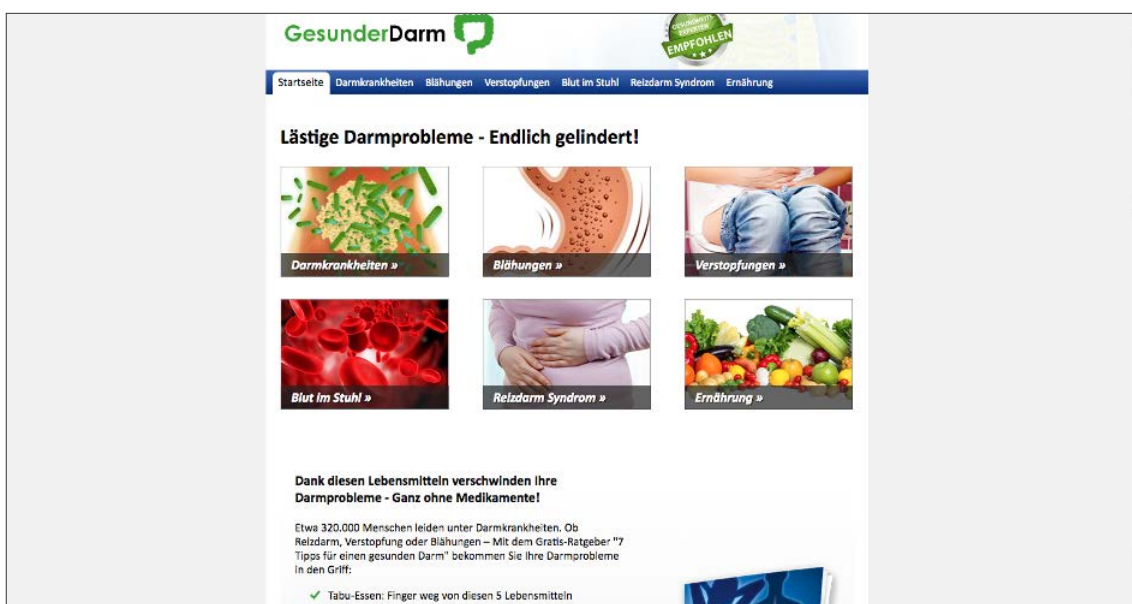 GesunderDarm
GESUNDHEITS
EXPERTEN
EMPFOHLEN
Startseite Darmkrankheiten Blähungen Verstopfungen Blut im Stuhl Reizdarm Syndrom Ernährung
Lästige Darmprobleme - Endlich gelindert!
Darmkrankheiten » Blähungen » Verstopfungen »
Blut im Stuhl » Reizdarm Syndrom » Ernährung »
Dank diesen Lebensmitteln verschwinden Ihre
Darmprobleme - Ganz ohne Medikamente!
Etwa 320.000 Menschen leiden unter Darmkrankheiten. Ob
Reizdarm, Verstopfung oder Blähungen – Mit dem Gratis-Ratgeber "7
Tipps für einen gesunden Darm" bekommen Sie Ihre Darmprobleme
in den Griff:
✓ Tabu-Essen: Finger weg von diesen 5 Lebensmitteln